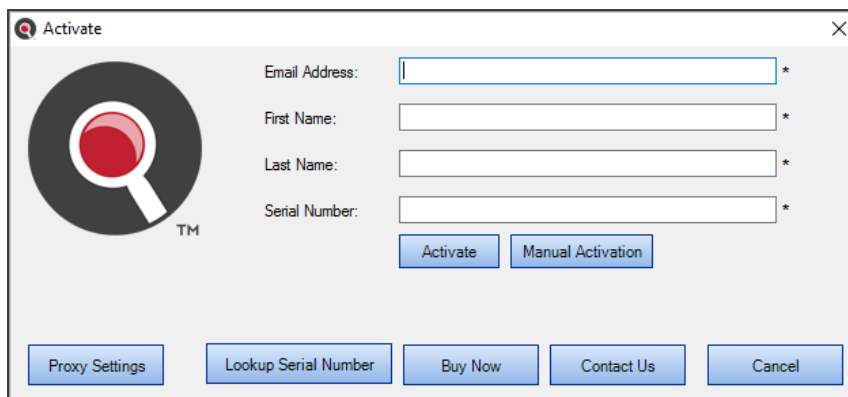 Activate
Email Address: *
First Name: *
Last Name: *
Serial Number: *
TM
Activate Manual Activation
Proxy Settings Lookup Serial Number Buy Now Contact Us Cancel